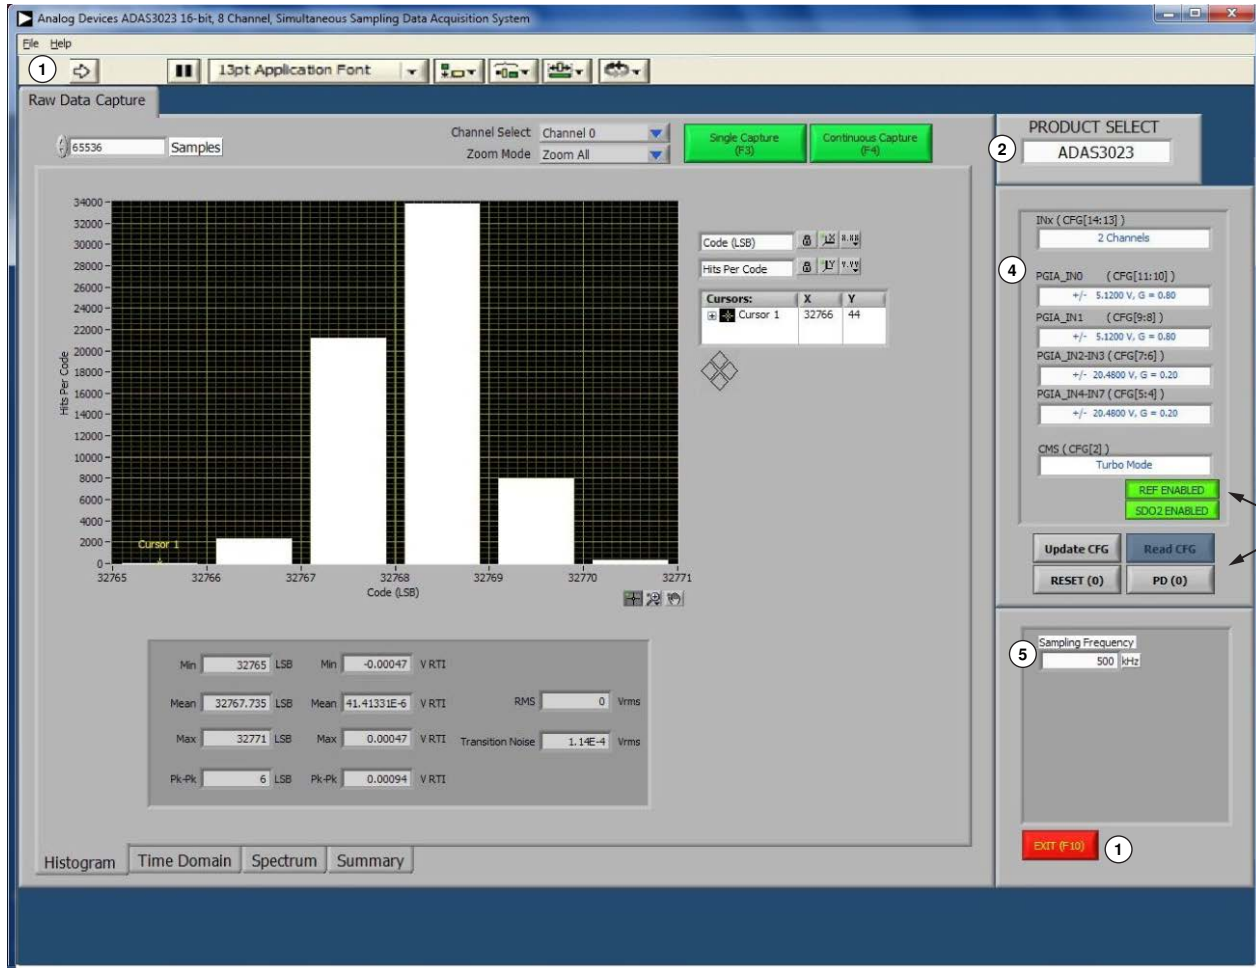 Analog Devices ADAS3023 16-bit, 8 Channel, Simultaneous Sampling Data Acquisition System
File Help
1 13pt Application Font
Raw Data Capture
65536 Samples
Channel Select Channel 0
Zoom Mode Zoom All
Single Capture (F3)
Continuous Capture (F4)
34000
32000
30000
28000
26000
24000
22000
20000
18000
16000
14000
12000
10000
8000
6000
4000
2000
0
Hits Per Code
Cursor 1
32765 32766 32767 32768 32769 32770 32771
Code (LSB)
Code (LSB)
Hits Per Code
Cursors: X Y
Cursor 1 32766 44
Min 32765 LSB Min -0.00047 V RTI
Mean 32767.735 LSB Mean 41.41331E-6 V RTI RMS 0 Vrms
Max 32771 LSB Max 0.00047 V RTI Transition Noise 1.14E-4 Vrms
Pk-Pk 6 LSB Pk-Pk 0.00094 V RTI
Histogram Time Domain Spectrum Summary
PRODUCT SELECT
2 ADAS3023
INx ( CFG[14:13] )
2 Channels
4
PGIA_IN0 ( CFG[11:10] )
+/- 5.1200 V, G = 0.80
PGIA_IN1 ( CFG[9:8] )
+/- 5.1200 V, G = 0.80
PGIA_IN2-IN3 ( CFG[7:6] )
+/- 20.4800 V, G = 0.20
PGIA_IN4-IN7 ( CFG[5:4] )
+/- 20.4800 V, G = 0.20
CMS ( CFG[2] )
Turbo Mode
REF ENABLED
SDO2 ENABLED
Update CFG Read CFG
RESET (0) PD (0)
Sampling Frequency
5 500 kHz
EXIT (F10) 1